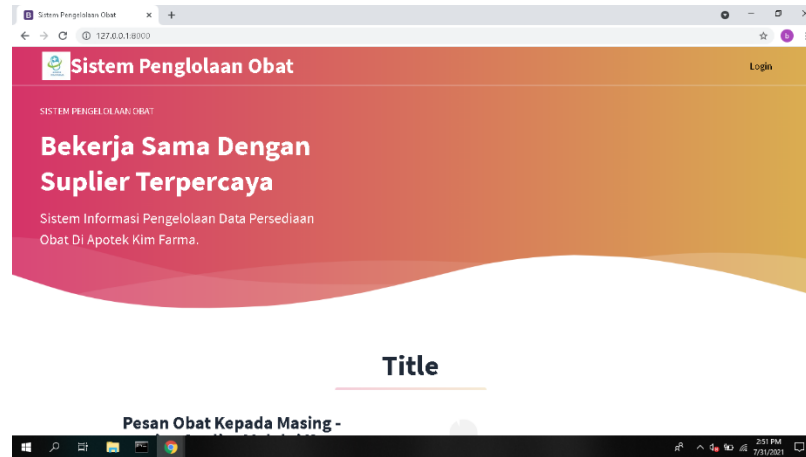 Sistem Pengelolaan Obat
127.0.0.1:8000
Sistem Penglolaan Obat
Login
SISTEM PENGELOLAAN OBAT
Bekerja Sama Dengan
Suplier Terpercaya
Sistem Informasi Pengelolaan Data Persediaan
Obat Di Apotek Kim Farma.
Title
Pesan Obat Kepada Masing -
2:51 PM
7/31/2021